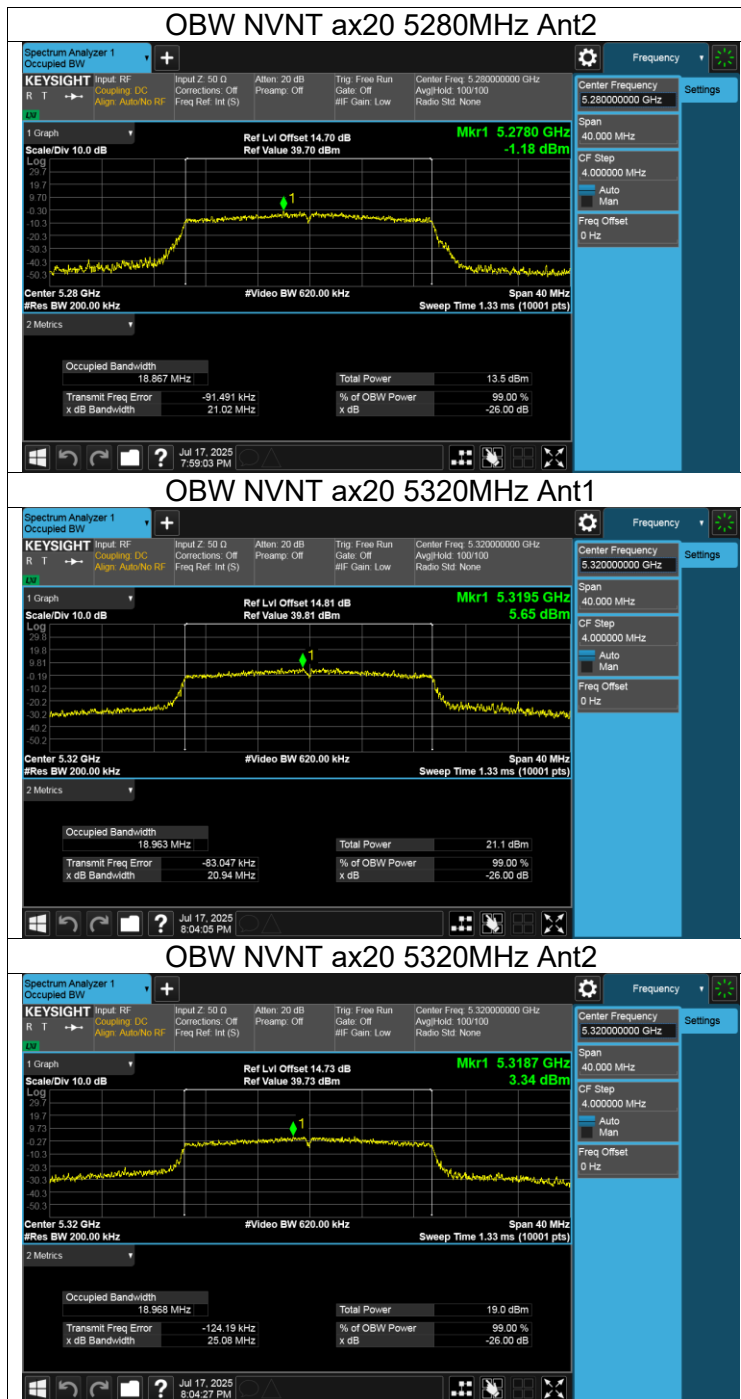 OBW NVNT ax20 5280MHz Ant2
Spectrum Analyzer 1
Occupied BW
Frequency
KEYSIGHT
R T
LXI
Input: RF
Coupling: DC
Align: Auto/No RF
Input Z: 50 Ω
Corrections: Off
Freq Ref: Int (S)
Atten: 20 dB
Preamp: Off
Trig: Free Run
Gate: Off
#IF Gain: Low
Center Freq: 5.280000000 GHz
Avg|Hold: 100/100
Radio Std: None
Center Frequency
5.280000000 GHz
Settings
Span
40.000 MHz
CF Step
4.000000 MHz
Auto
Man
Freq Offset
0 Hz
1 Graph
Scale/Div 10.0 dB
Ref Lvl Offset 14.70 dB
Ref Value 39.70 dBm
Mkr1 5.2780 GHz
-1.18 dBm
Log
29.7
19.7
9.70
-0.30
-10.3
-20.3
-30.3
-40.3
-50.3
1
Center 5.28 GHz
#Res BW 200.00 kHz
#Video BW 620.00 kHz
Span 40 MHz
Sweep Time 1.33 ms (10001 pts)
2 Metrics
Occupied Bandwidth
18.867 MHz
Transmit Freq Error -91.491 kHz
x dB Bandwidth 21.02 MHz
Total Power 13.5 dBm
% of OBW Power 99.00 %
x dB -26.00 dB
?
Jul 17, 2025
7:59:03 PM
OBW NVNT ax20 5320MHz Ant1
Spectrum Analyzer 1
Occupied BW
Frequency
KEYSIGHT
R T
LXI
Input: RF
Coupling: DC
Align: Auto/No RF
Input Z: 50 Ω
Corrections: Off
Freq Ref: Int (S)
Atten: 20 dB
Preamp: Off
Trig: Free Run
Gate: Off
#IF Gain: Low
Center Freq: 5.320000000 GHz
Avg|Hold: 100/100
Radio Std: None
Center Frequency
5.320000000 GHz
Settings
Span
40.000 MHz
CF Step
4.000000 MHz
Auto
Man
Freq Offset
0 Hz
1 Graph
Scale/Div 10.0 dB
Ref Lvl Offset 14.81 dB
Ref Value 39.81 dBm
Mkr1 5.3195 GHz
5.65 dBm
Log
29.8
19.8
9.81
-0.19
-10.2
-20.2
-30.2
-40.2
-50.2
1
Center 5.32 GHz
#Res BW 200.00 kHz
#Video BW 620.00 kHz
Span 40 MHz
Sweep Time 1.33 ms (10001 pts)
2 Metrics
Occupied Bandwidth
18.963 MHz
Transmit Freq Error -83.047 kHz
x dB Bandwidth 20.94 MHz
Total Power 21.1 dBm
% of OBW Power 99.00 %
x dB -26.00 dB
?
Jul 17, 2025
8:04:05 PM
OBW NVNT ax20 5320MHz Ant2
Spectrum Analyzer 1
Occupied BW
Frequency
KEYSIGHT
R T
LXI
Input: RF
Coupling: DC
Align: Auto/No RF
Input Z: 50 Ω
Corrections: Off
Freq Ref: Int (S)
Atten: 20 dB
Preamp: Off
Trig: Free Run
Gate: Off
#IF Gain: Low
Center Freq: 5.320000000 GHz
Avg|Hold: 100/100
Radio Std: None
Center Frequency
5.320000000 GHz
Settings
Span
40.000 MHz
CF Step
4.000000 MHz
Auto
Man
Freq Offset
0 Hz
1 Graph
Scale/Div 10.0 dB
Ref Lvl Offset 14.73 dB
Ref Value 39.73 dBm
Mkr1 5.3187 GHz
3.34 dBm
Log
29.7
19.7
9.73
-0.27
-10.3
-20.3
-30.3
-40.3
-50.3
1
Center 5.32 GHz
#Res BW 200.00 kHz
#Video BW 620.00 kHz
Span 40 MHz
Sweep Time 1.33 ms (10001 pts)
2 Metrics
Occupied Bandwidth
18.968 MHz
Transmit Freq Error -124.19 kHz
x dB Bandwidth 25.08 MHz
Total Power 19.0 dBm
% of OBW Power 99.00 %
x dB -26.00 dB
?
Jul 17, 2025
8:04:27 PM